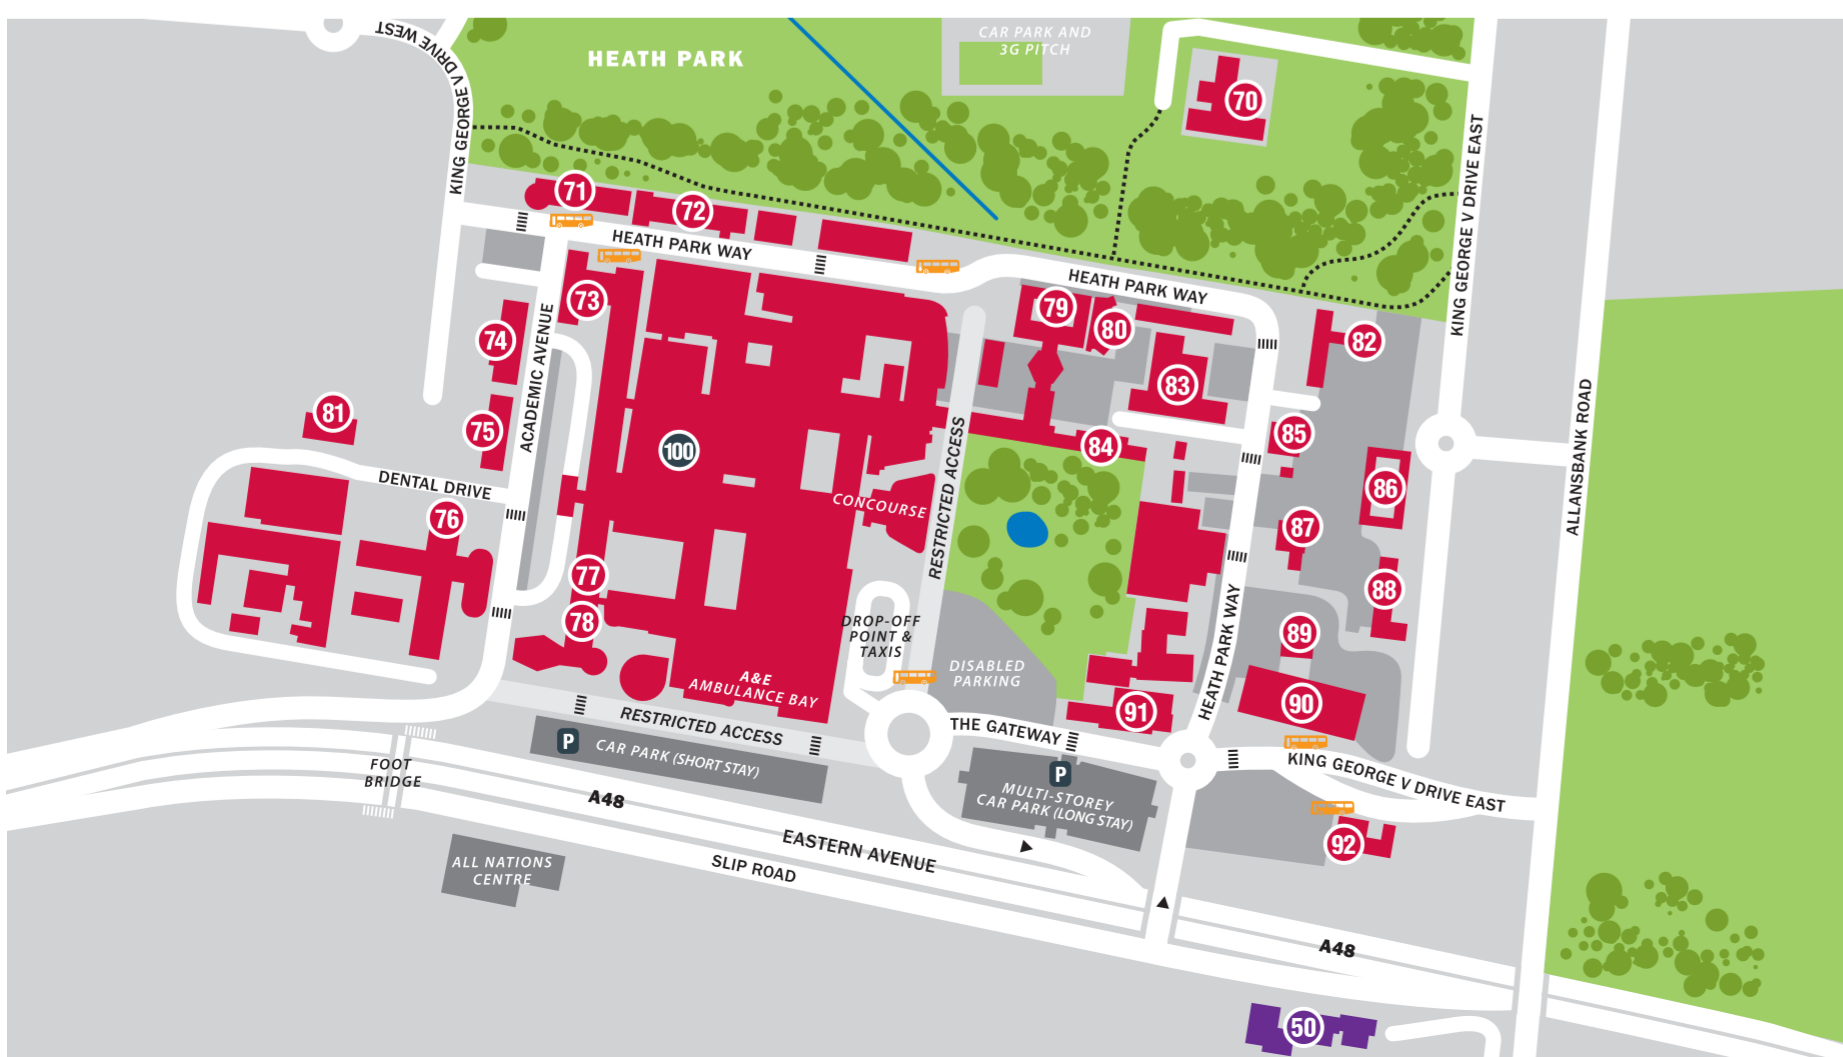 KING GEORGE V DRIVE WEST
HEATH PARK
CAR PARK AND
3G PITCH
70
KING GEORGE V DRIVE EAST
71
72
HEATH PARK WAY
HEATH PARK WAY
73
74
79
80
82
83
ACADEMIC AVENUE
81
75
100
84
85
ALLANSBANK ROAD
DENTAL DRIVE
76
CONCOURSE
RESTRICTED ACCESS
86
87
77
78
88
DROP-OFF
POINT &
TAXIS
89
HEATH PARK WAY
A&E
AMBULANCE BAY
DISABLED
PARKING
90
91
RESTRICTED ACCESS
THE GATEWAY
P
CAR PARK (SHORT STAY)
FOOT
BRIDGE
P
MULTI-STOREY
CAR PARK (LONG STAY)
KING GEORGE V DRIVE EAST
A48
92
EASTERN AVENUE
SLIP ROAD
ALL NATIONS
CENTRE
A48
50